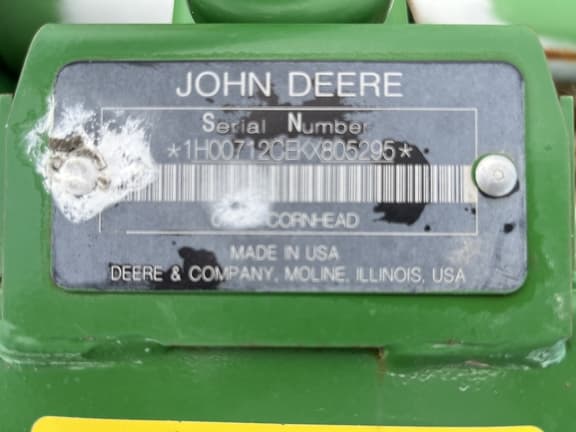 JOHN DEERE
Serial Number
*1H00712CEKX805295*
CORNHEAD
MADE IN USA
DEERE & COMPANY, MOLINE, ILLINOIS, USA